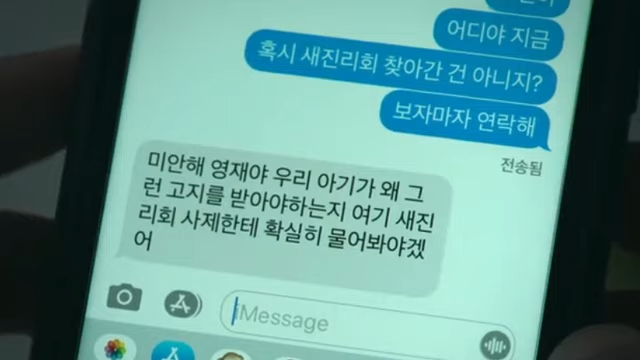 어디야 지금
혹시 새진리회 찾아간 건 아니지?
보자마자 연락해
전송됨
미안해 영재야 우리 아기가 왜 그
런 고지를 받아야하는지 여기 새진
리회 사제한테 확실히 물어봐야겠
어
iMessage